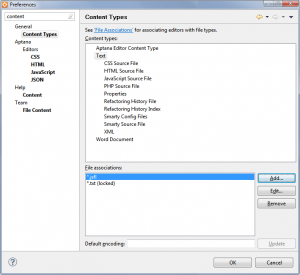 Preferences
content
Content Types
General
Content Types
Aptana
Editors
CSS
HTML
JavaScript
JSON
Help
Content
Team
File Content
See 'File Associations' for associating editors with file types.
Content types:
Aptana Editor Content Type
Text
CSS Source File
HTML Source File
JavaScript Source File
PHP Source File
Properties
Refactoring History File
Refactoring History Index
Smarty Config Files
Smarty Source File
XML
Word Document
File associations:
*.txt (locked)
Add...
Edit...
Remove
Default encoding:
Update
OK
Cancel